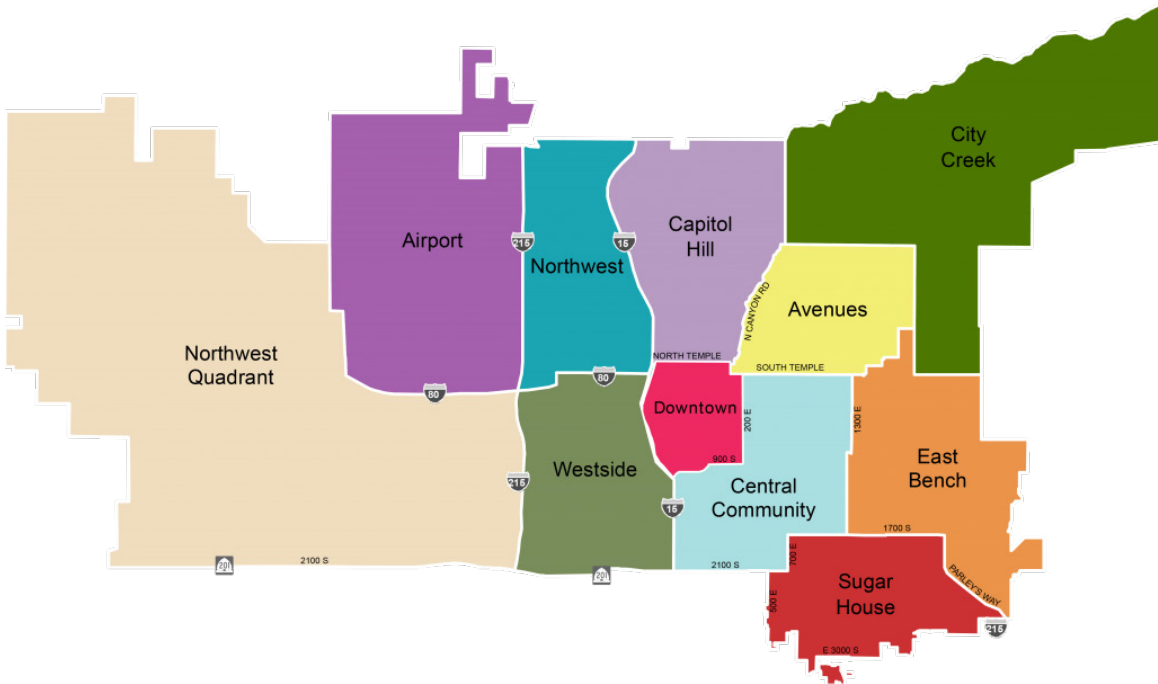 City
Creek
Capitol
Hill
Airport
215
15
Northwest
N CANYON RD
Avenues
Northwest
Quadrant
NORTH TEMPLE
SOUTH TEMPLE
80
80
Downtown
200 E
1300 E
900 S
Westside
East
Bench
215
Central
Community
15
1700 S
2100 S
201
201
2100 S
700 E
Sugar
House
500 E
PARLEY'S WAY
215
E 3000 S